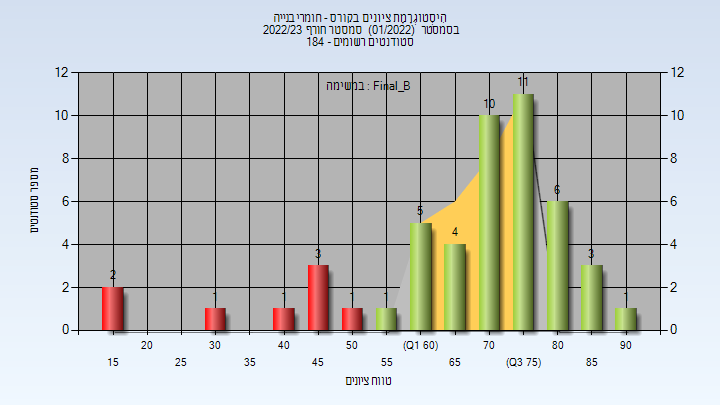 היסטוגרמת ציונים בקורס - חומרי בנייה
בסמסטר (01/2022) סמסטר חורף 2022/23
סטודנטים רשומים - 184
במשימה : Final_B
מספר סטודנטים
12 10 8 6 4 2 0
12 10 8 6 4 2 0
2 1 1 3 1 1 5 4 10 11 6 3 1
20 30 40 50 (Q1 60) 70 80 90
15 25 35 45 55 65 (Q3 75) 85
טווח ציונים